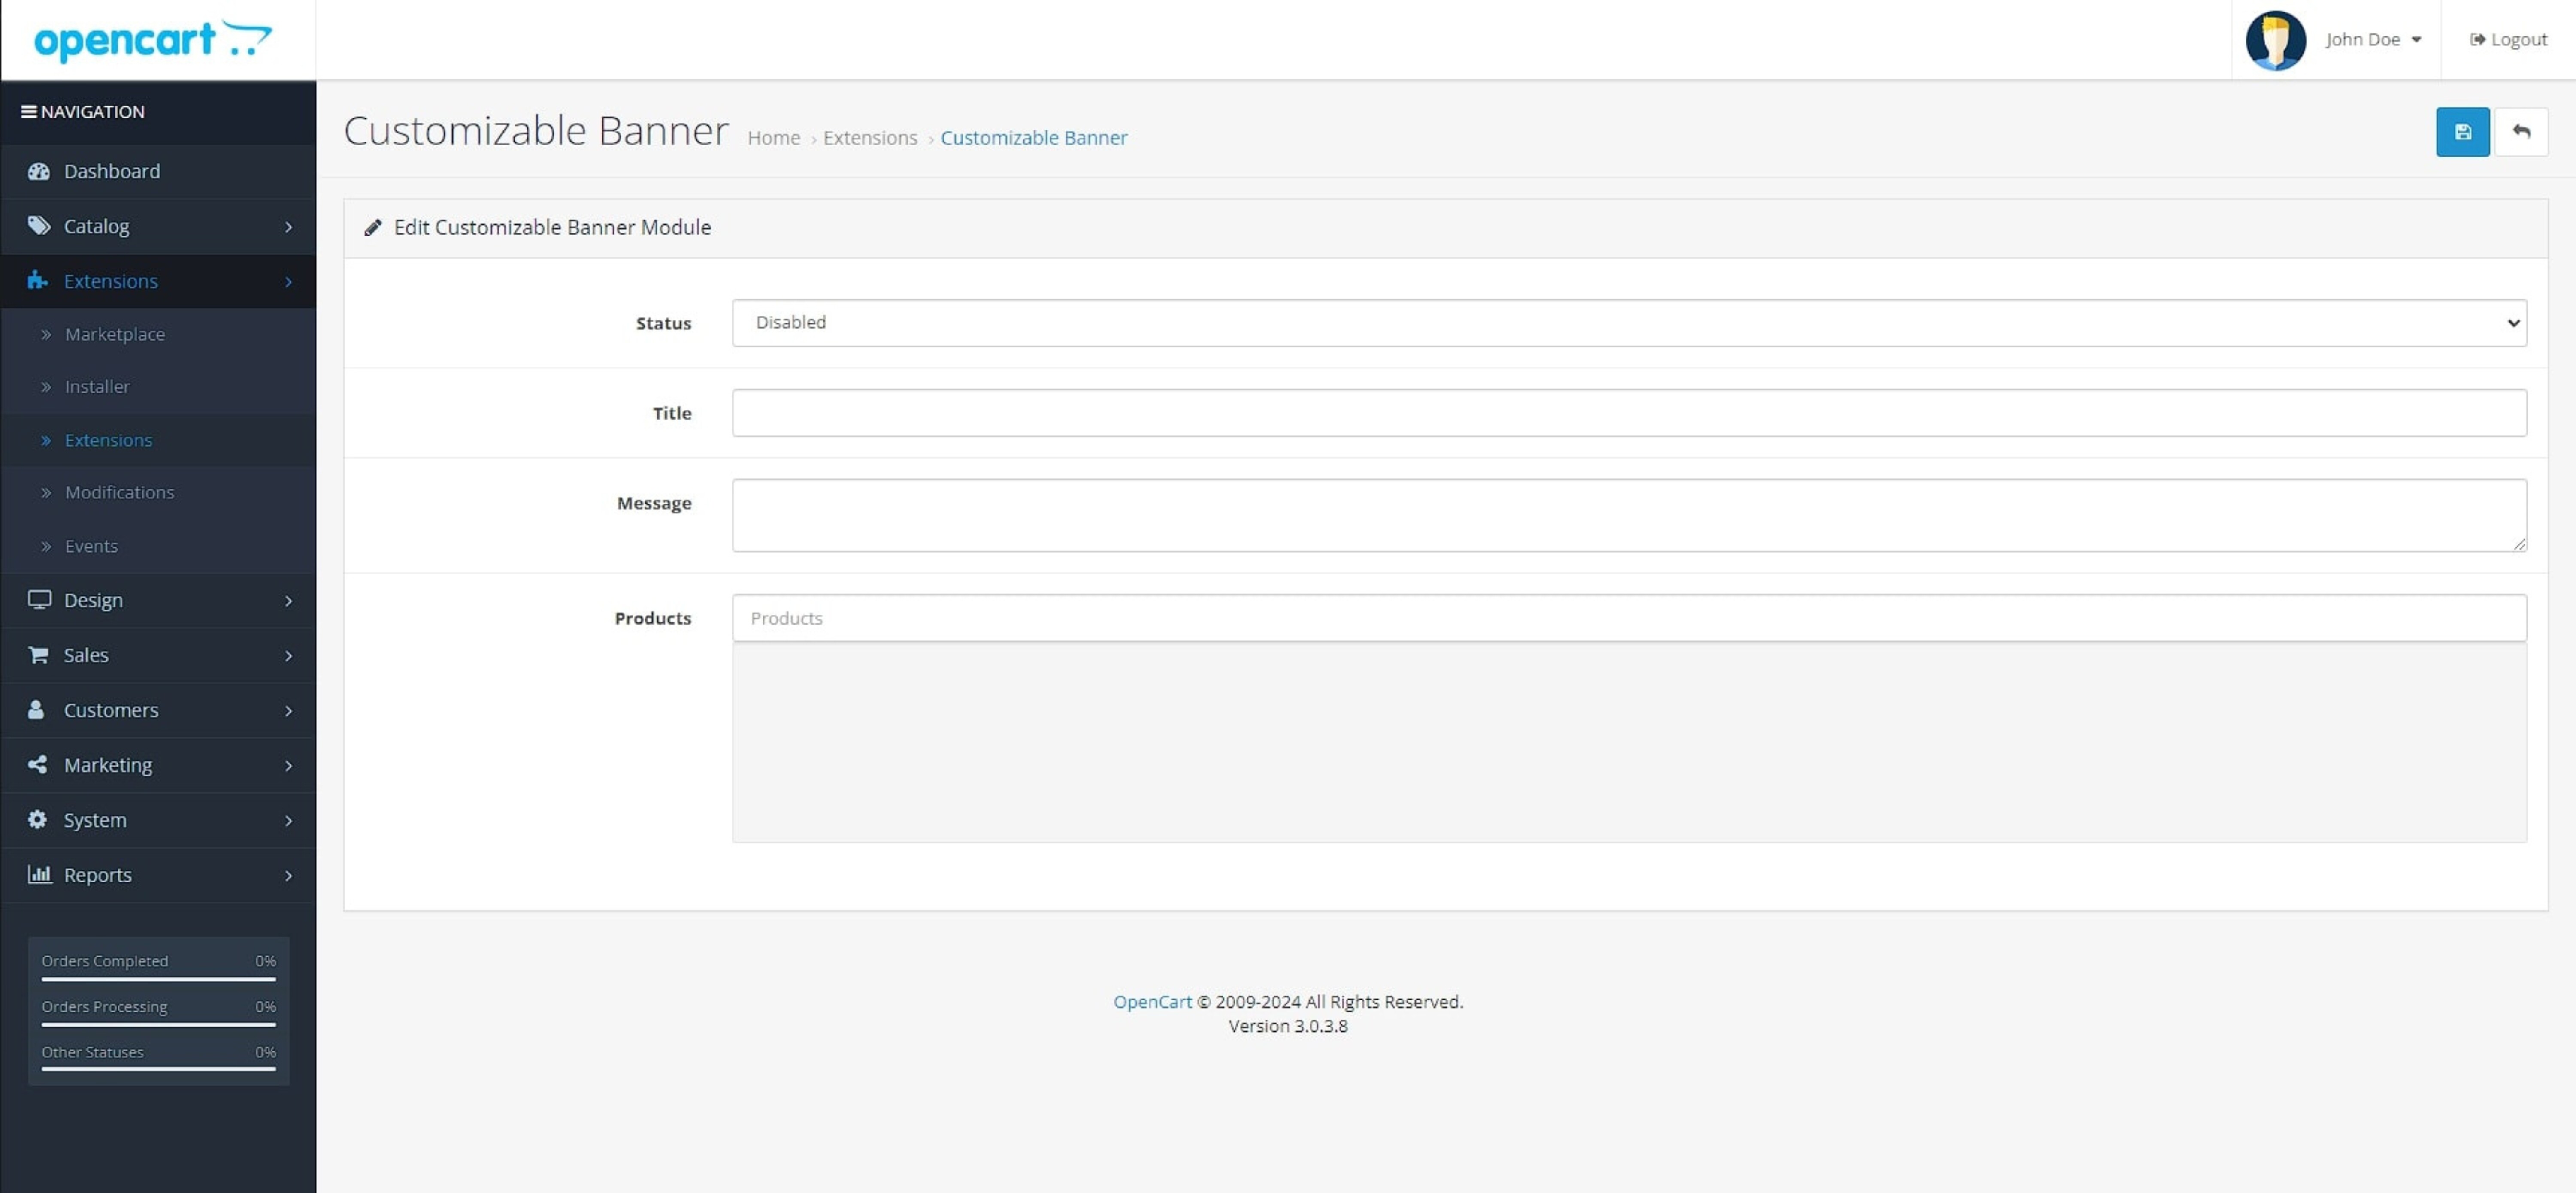 opencart
John Doe
Logout
NAVIGATION
Dashboard
Catalog
Extensions
Marketplace
Installer
Extensions
Modifications
Events
Design
Sales
Customers
Marketing
System
Reports
Orders Completed 0%
Orders Processing 0%
Other Statuses 0%
Customizable Banner
Home › Extensions › Customizable Banner
Edit Customizable Banner Module
Status Disabled
Title
Message
Products Products
OpenCart © 2009-2024 All Rights Reserved.
Version 3.0.3.8